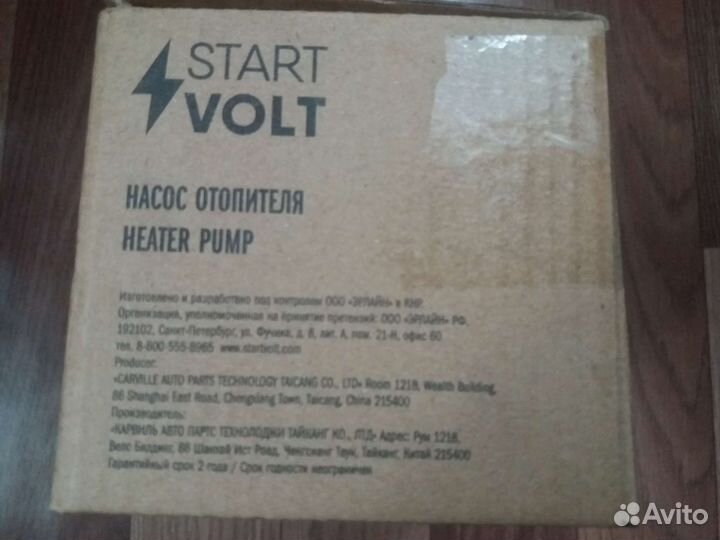 START
VOLT
НАСОС ОТОПИТЕЛЯ
HEATER PUMP
Изготовлено и разработано под контролем ООО «ЭРЛАЙН» в КНР.
Организация, уполномоченная на принятие претензий: ООО «ЭРЛАЙН» РФ,
192102, Санкт-Петербург, ул. Фучика, д. 8, лит. А, пом. 21-Н, офис 60
тел. 8-800 555-8965 www.startvolt.com
Producer:
«CARVILLE AUTO PARTS TECHNOLOGY TAICANG CO., LTD» Room 1218, Wealth Building,
86 Shanghai East Road, Chengxiang Town, Taicang, China 215400
Производитель:
«КАРВИЛЬ АВТО ПАРТС ТЕХНОЛОДЖИ ТАЙКАНГ КО., ЛТД» Адрес: Рум 1218,
Велс Билдинг, 86 Шанхай Ист Роад, Ченгсианг Таун, Тайканг, Китай 215400
Гарантийный срок 2 года / Срок годности неограничен
Avito